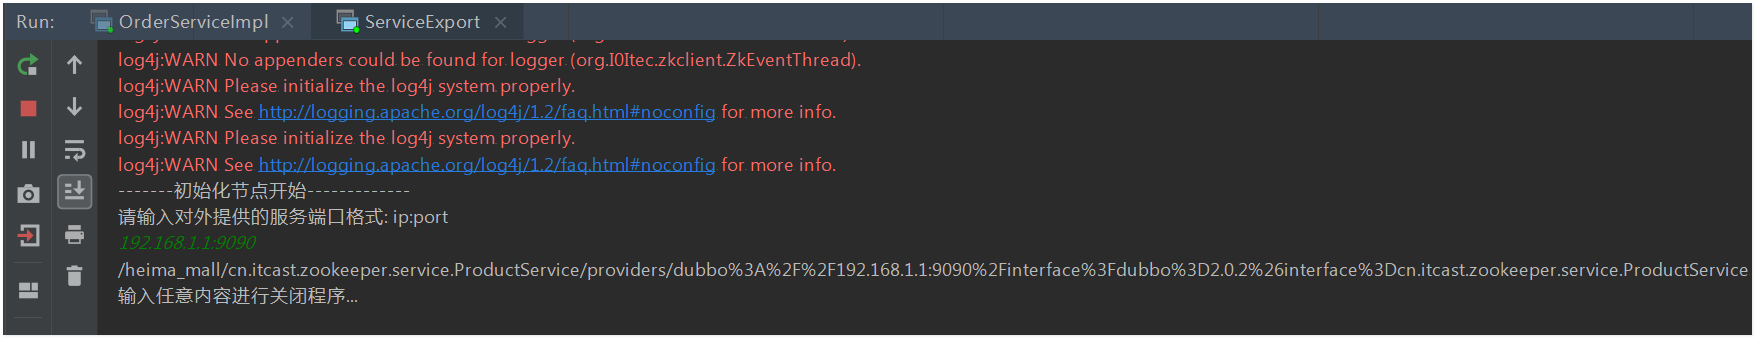 Run: OrderServiceImpl × ServiceExport ×
log4j:WARN No appenders could be found for logger (org.I0Itec.zkclient.ZkEventThread).
log4j:WARN Please initialize the log4j system properly.
log4j:WARN See http://logging.apache.org/log4j/1.2/faq.html#noconfig for more info.
log4j:WARN Please initialize the log4j system properly.
log4j:WARN See http://logging.apache.org/log4j/1.2/faq.html#noconfig for more info.
-------初始化节点开始-------------
请输入对外提供的服务端口格式: ip:port
192.168.1.1:9090
/heima_mall/cn.itcast.zookeeper.service.ProductService/providers/dubbo%3A%2F%2F192.168.1.1:9090%2Finterface%3Fdubbo%3D2.0.2%26interface%3Dcn.itcast.zookeeper.service.ProductService
输入任意内容进行关闭程序...